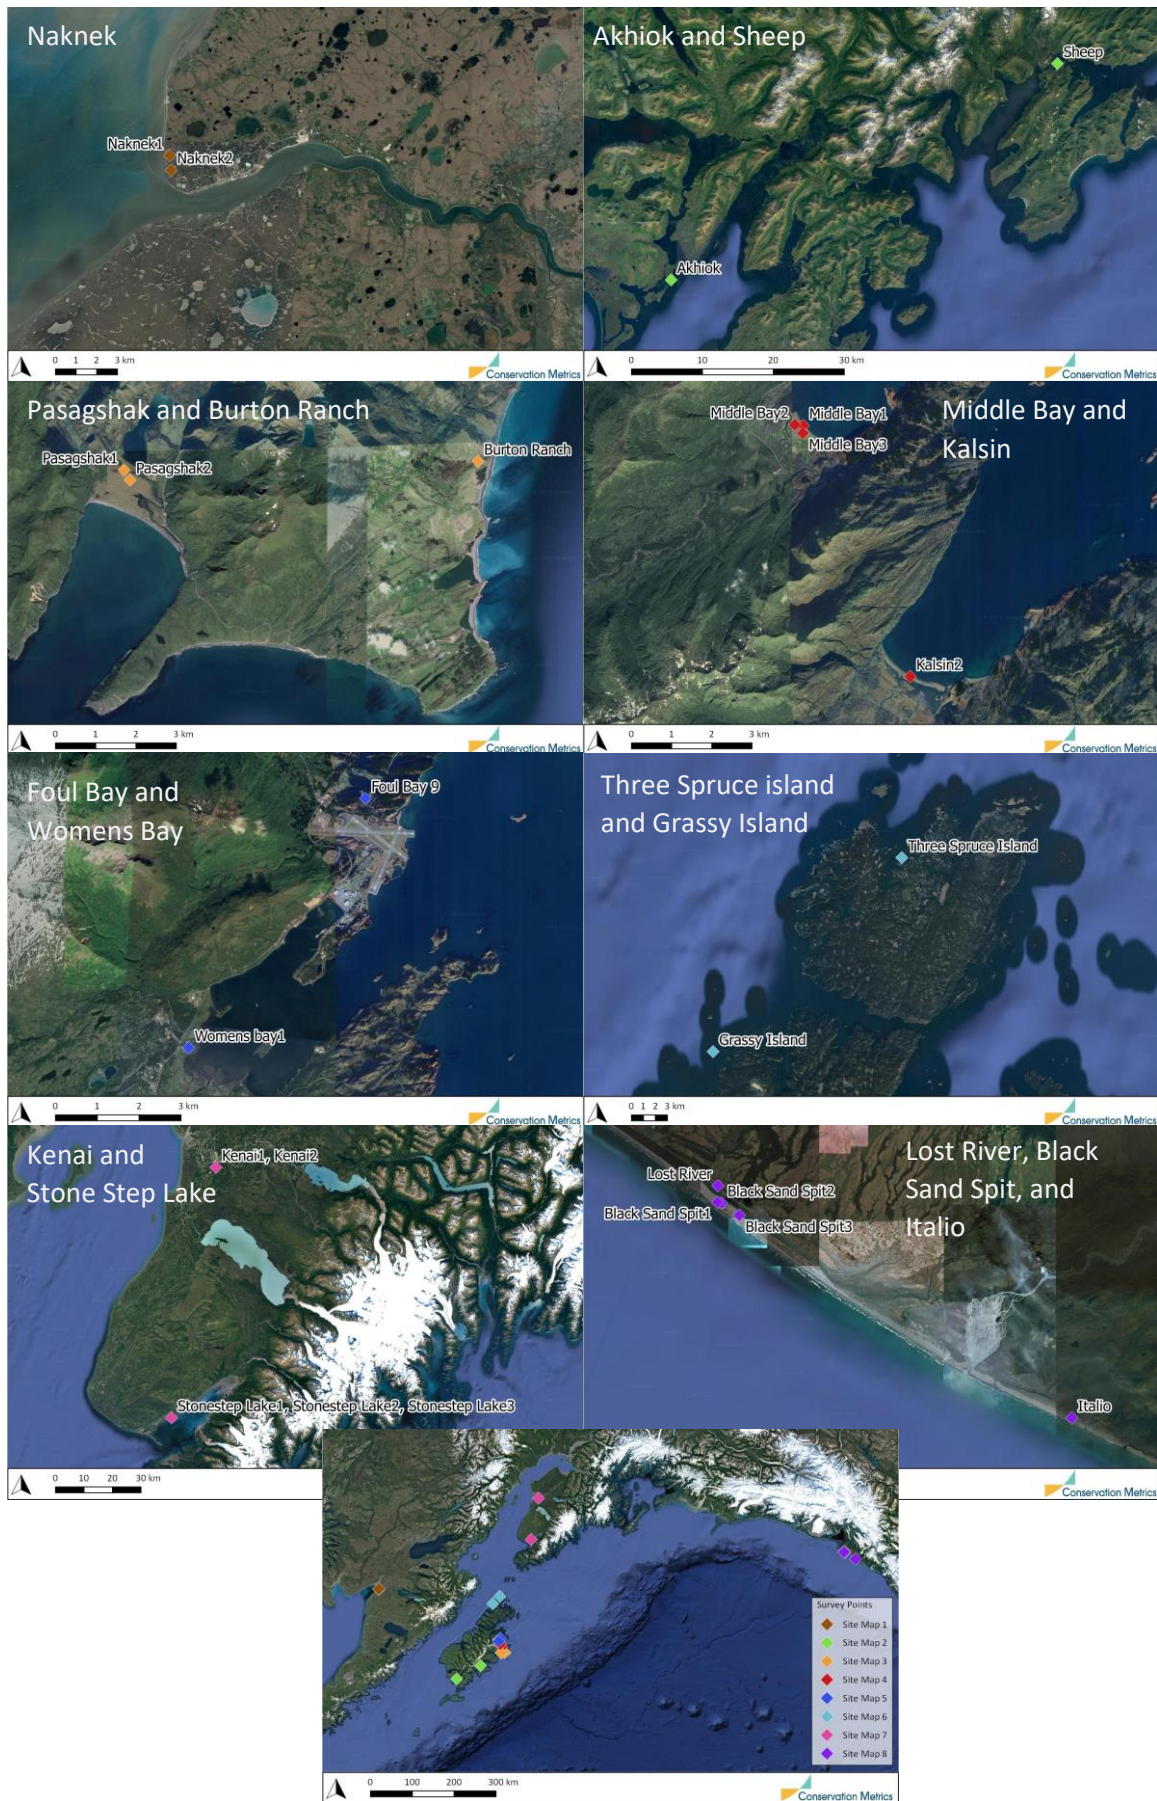 Naknek
Naknek1
Naknek2
0 1 2 3 km
Conservation Metrics
Akhiok and Sheep
Sheep
Akhiok
0 10 20 30 km
Conservation Metrics
Pasagshak and Burton Ranch
Pasagshak1
Pasagshak2
Burton Ranch
0 1 2 3 km
Conservation Metrics
Middle Bay and
Kalsin
Middle Bay2
Middle Bay1
Middle Bay3
Kalsin2
0 1 2 3 km
Conservation Metrics
Foul Bay and
Womens Bay
Foul Bay 9
Womens bay1
0 1 2 3 km
Conservation Metrics
Three Spruce island
and Grassy Island
Three Spruce Island
Grassy Island
0 1 2 3 km
Conservation Metrics
Kenai and
Stone Step Lake
Kenai1, Kenai2
Stonestep Lake1, Stonestep Lake2, Stonestep Lake3
0 10 20 30 km
Lost River, Black
Sand Spit, and
Italio
Lost River
Black Sand Spit2
Black Sand Spit1
Black Sand Spit3
Italio
Conservation Metrics
Survey Points
Site Map 1
Site Map 2
Site Map 3
Site Map 4
Site Map 5
Site Map 6
Site Map 7
Site Map 8
0 100 200 300 km
Conservation Metrics